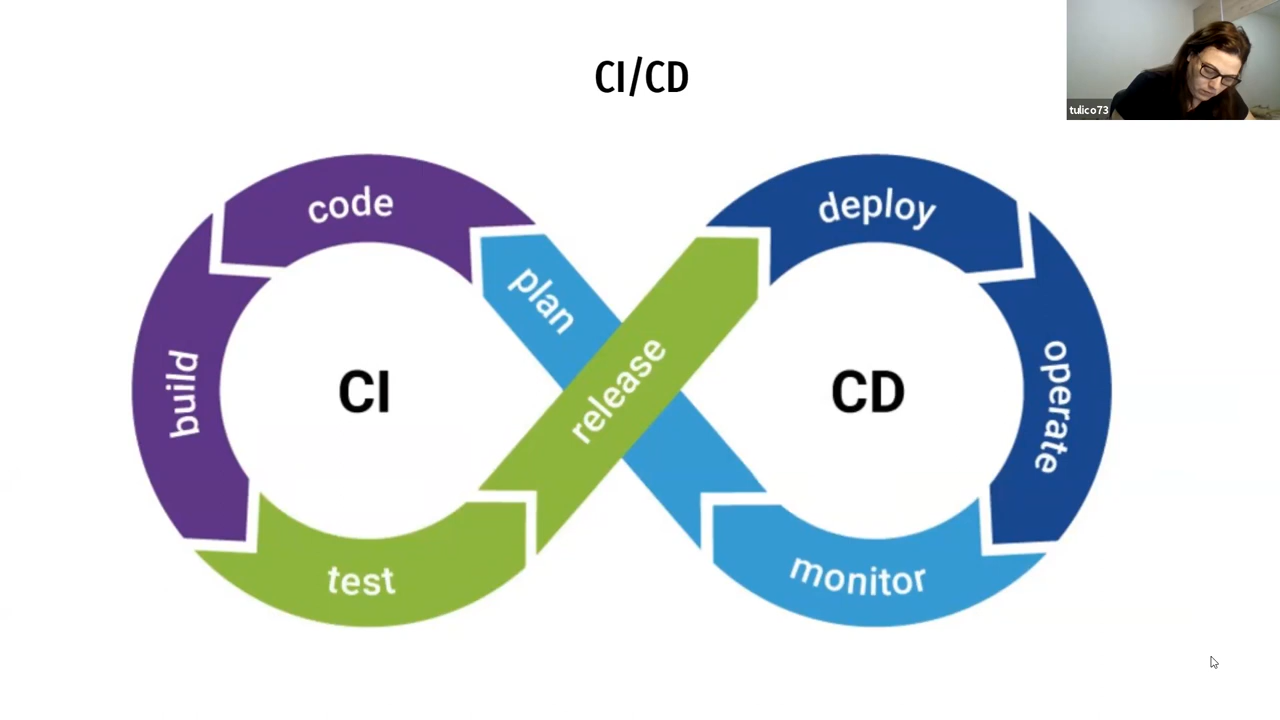 CI/CD
tulico73
code
deploy
plan
release
build
CI
CD
operate
test
monitor